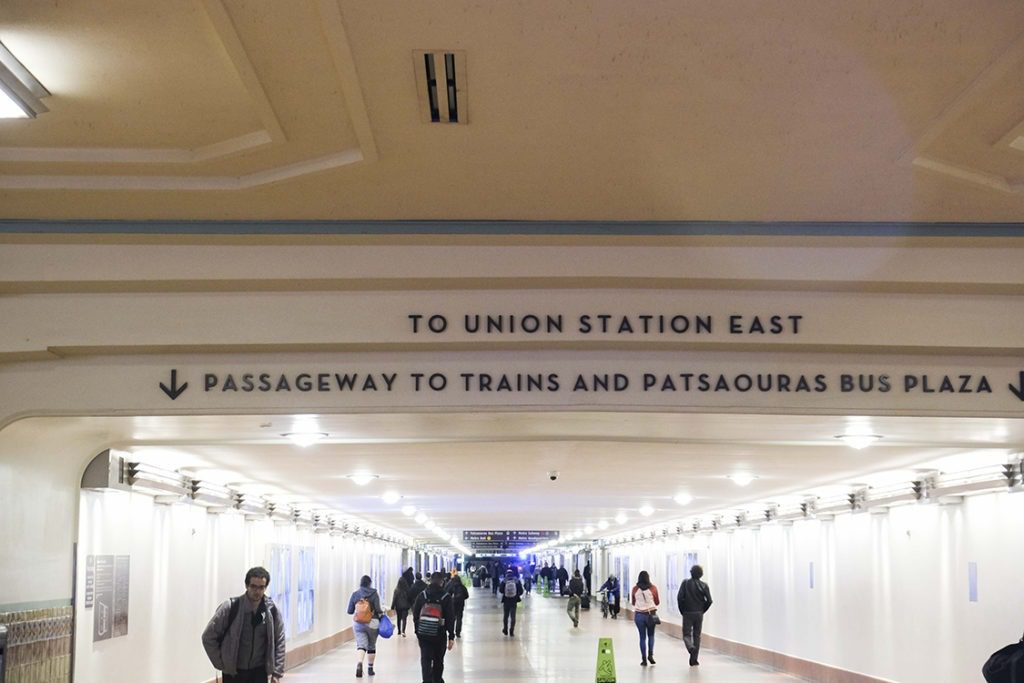 TO UNION STATION EAST
PASSAGEWAY TO TRAINS AND PATSAOURAS BUS PLAZA